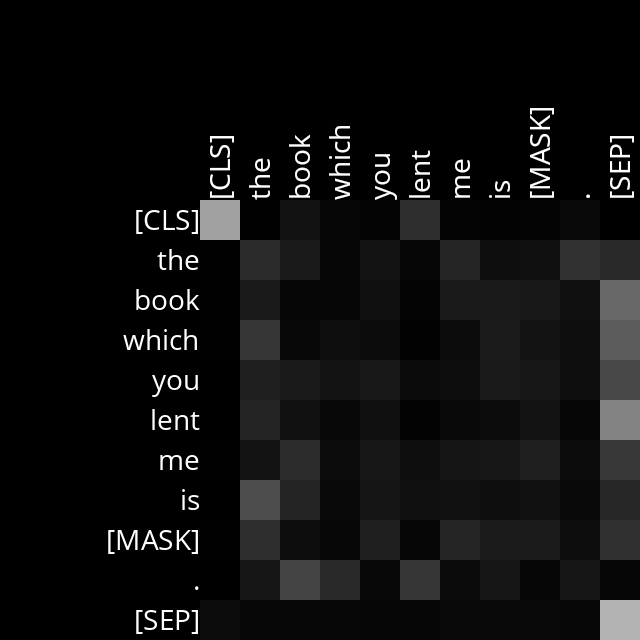 [CLS] the book which you lent me is [MASK] . [SEP]
[CLS]
the
book
which
you
lent
me
is
[MASK]
.
[SEP]